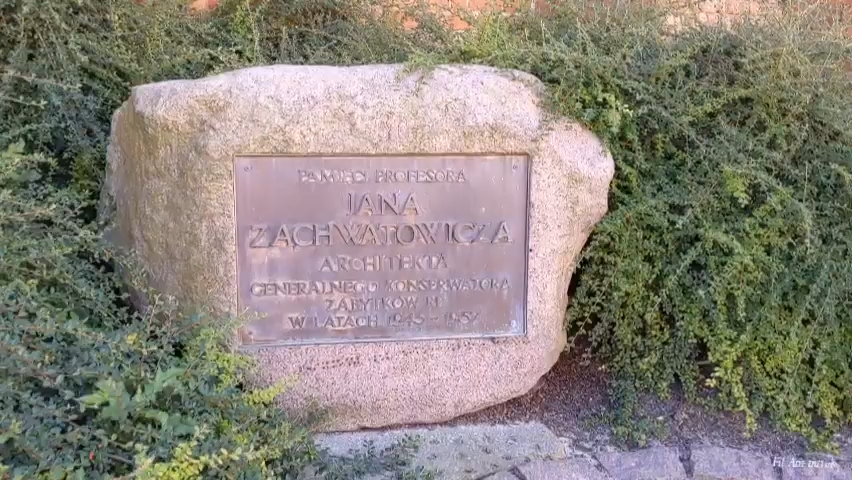 PAMIĘCI PROFESORA
JANA
ZACHWATOWICZA
ARCHITEKTA
GENERALNEGO KONSERWATORA
ZABYTKÓW
W LATACH 1945 - 1957